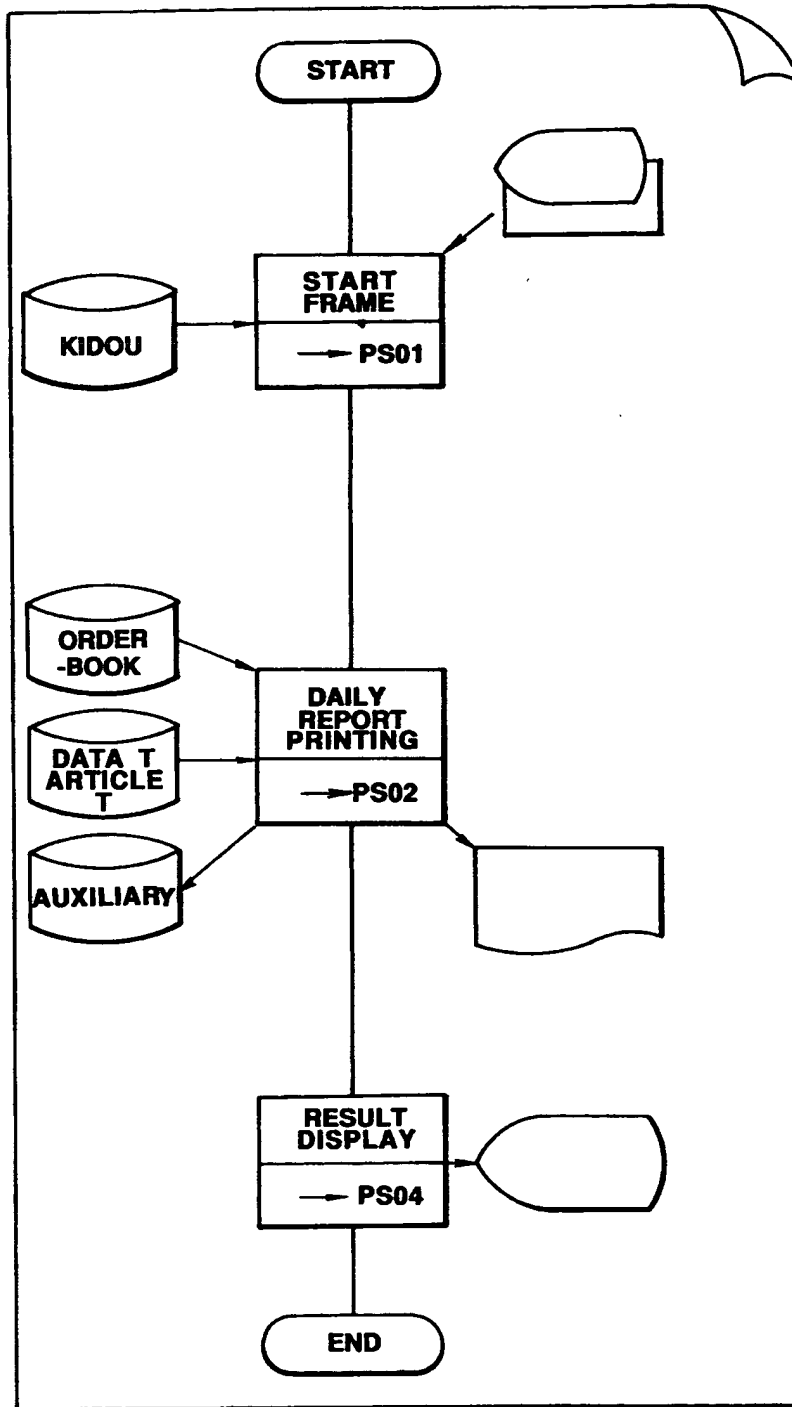 START
START
FRAME
→ PS01
KIDOU
ORDER
-BOOK
DAILY
REPORT
PRINTING
→ PS02
DATA T
ARTICLE
T
AUXILIARY
RESULT
DISPLAY
→ PS04
END